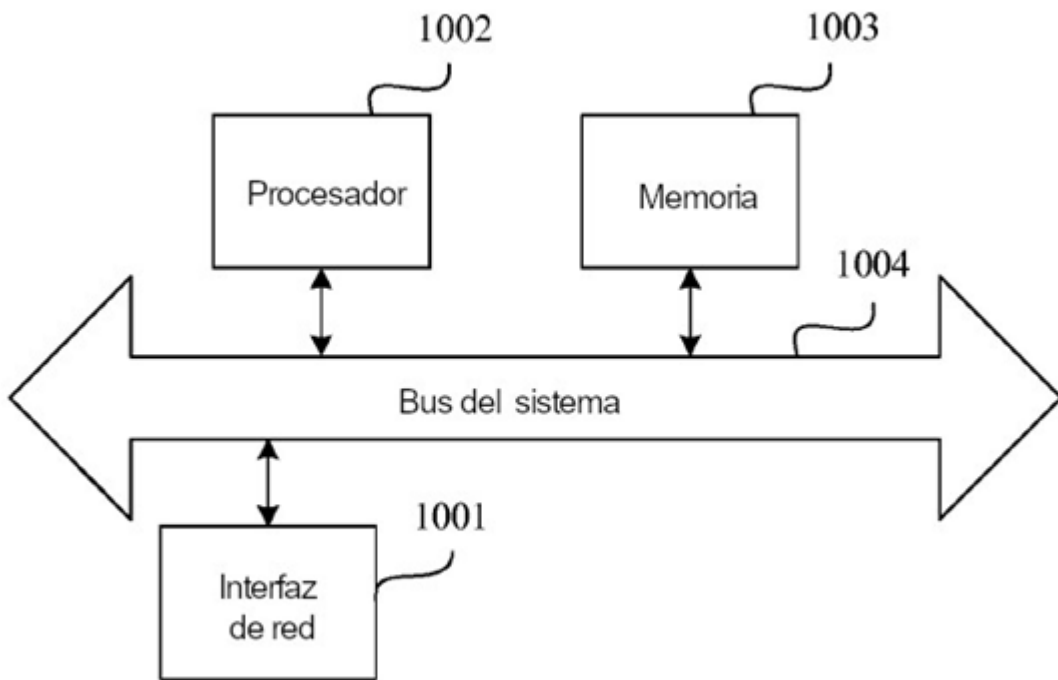 1002
1003
Procesador
Memoria
1004
Bus del sistema
1001
Interfaz
de red